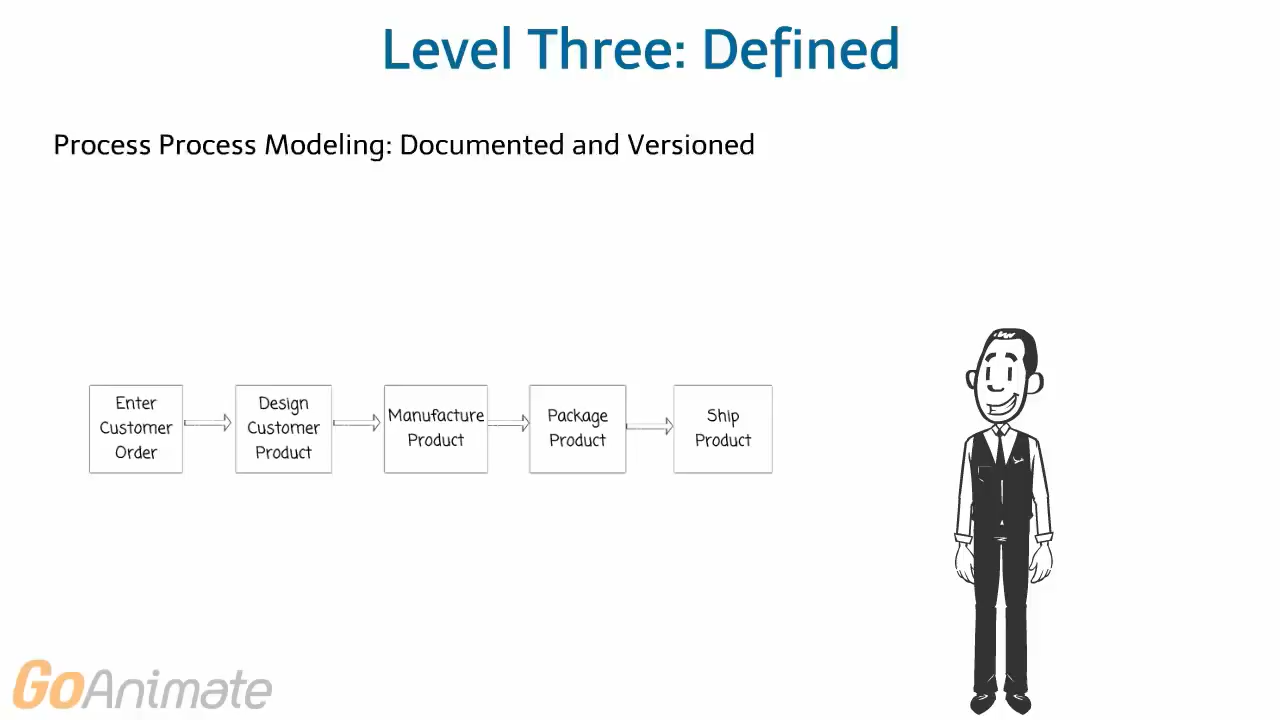 Level Three: Defined
Process Process Modeling: Documented and Versioned
Enter
Customer
Order
Design
Customer
Product
Manufacture
Product
Package
Product
Ship
Product
GoAnimate